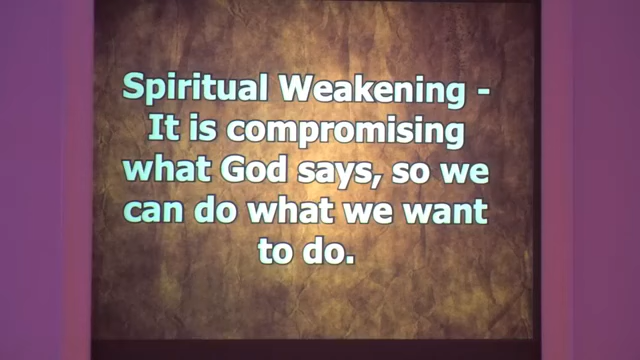 Spiritual Weakening -
It is compromising
what God says, so we
can do what we want
to do.